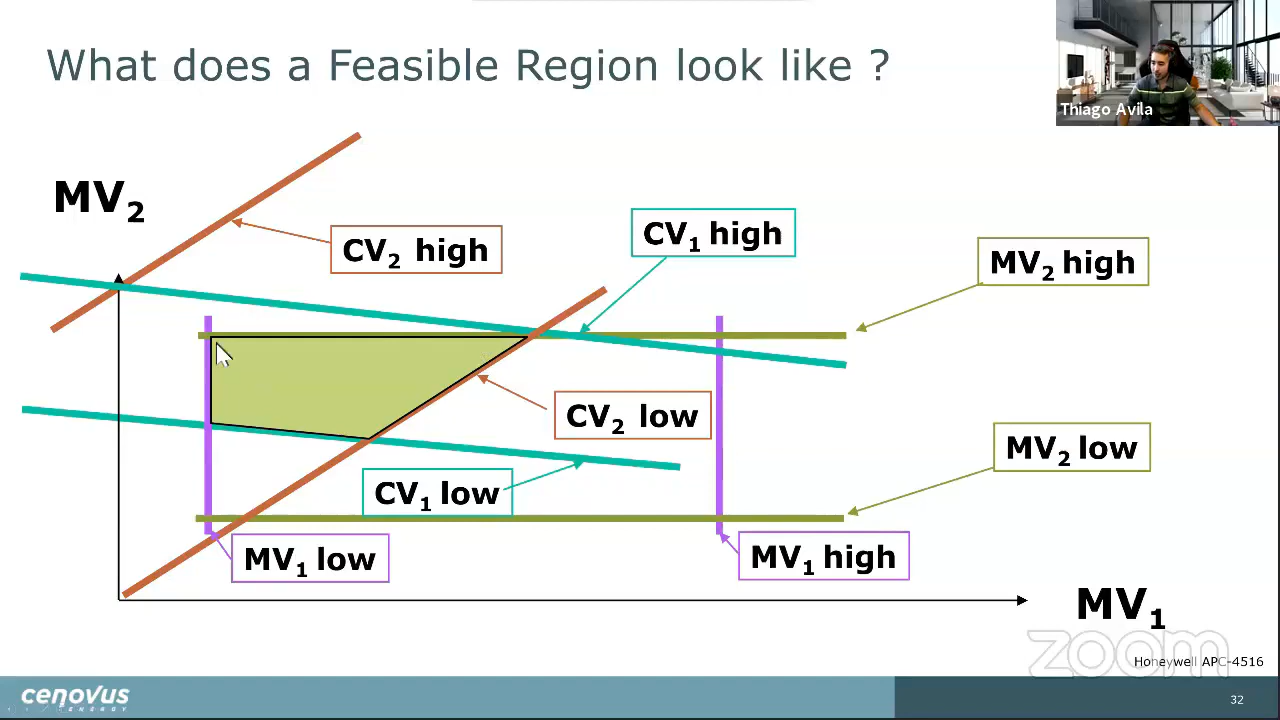 What does a Feasible Region look like ?
Thiago Avila
MV2
CV2 high
CV1 high
MV2 high
CV2 low
MV2 low
CV1 low
MV1 low
MV1 high
MV1
zoom
Honeywell APC-4516
cenovus
ENERGY
32